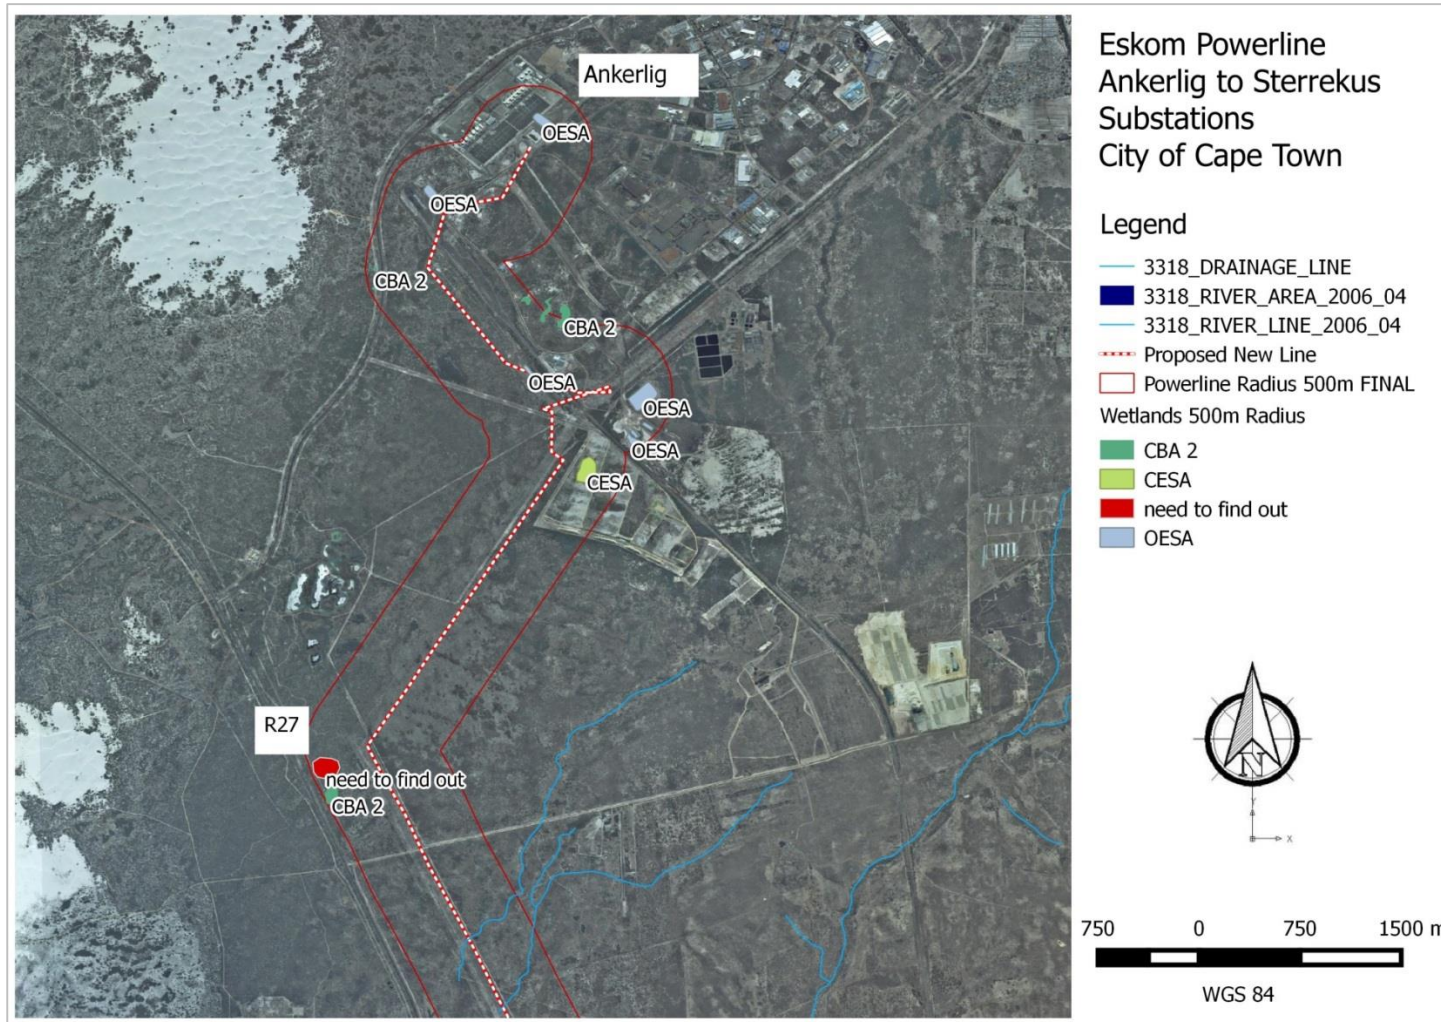 Eskom Powerline
Ankerlig to Sterrekus
Substations
City of Cape Town
Legend
3318_DRAINAGE_LINE
3318_RIVER_AREA_2006_04
3318_RIVER_LINE_2006_04
Proposed New Line
Powerline Radius 500m FINAL
Wetlands 500m Radius
CBA 2
CESA
need to find out
OESA
N
Y
X
750 0 750 1500 m
WGS 84
Ankerlig
OESA
OESA
CBA 2
CBA 2
OESA
OESA
OESA
CESA
R27
need to find out
CBA 2